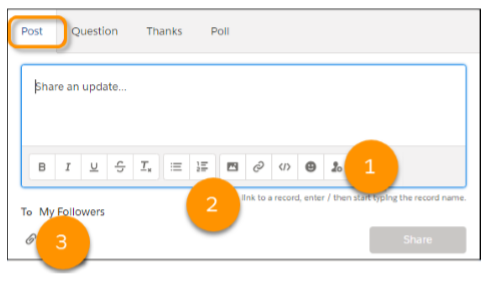 Post Question Thanks Poll
Share an update...
B I U S Tx
1
2
link to a record, enter / then start typing the record name.
To My Followers
3
Share